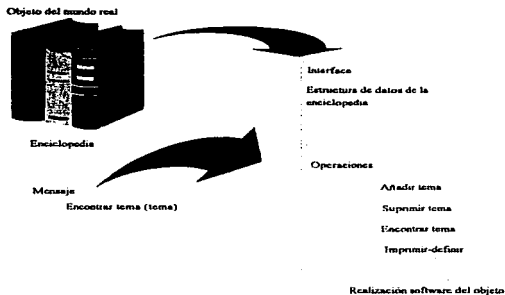 Objeto del mundo real
Enciclopedia
Mensaje
Encontrar tema (tema)
Interface
Estructura de datos de la
enciclopedia
Operaciones
Añadir tema
Suprimir tema
Encontrar tema
Imprimir-definir
Realización software del objeto